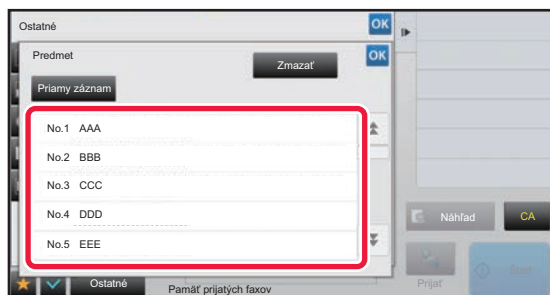 Ostatné
OK
Predmet
Zmazať
OK
Priamy záznam
No.1 AAA
No.2 BBB
No.3 CCC
No.4 DDD
No.5 EEE
Náhľad
CA
Ostatné
Pamäť prijatých faxov
Prijať
Štart